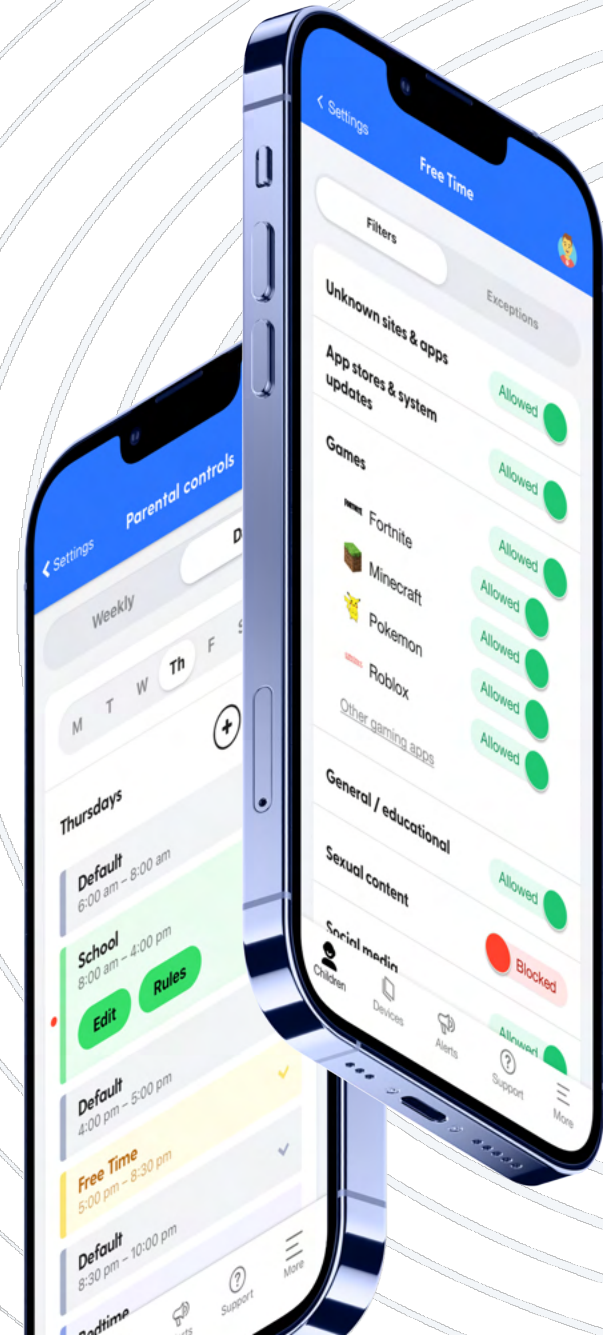 Settings
Free Time
Filters
Exceptions
Unknown sites & apps
Allowed
App stores & system
updates
Allowed
Games
Allowed
Fortnite
Allowed
Minecraft
Allowed
Pokemon
Allowed
Roblox
Allowed
Other gaming apps
General / educational
Allowed
Sexual content
Blocked
Social media
Allowed
Children
Devices
Alerts
Support
More
Settings
Parental controls
Weekly
D
M T W Th F S
Thursdays
Default
6:00 am – 8:00 am
School
8:00 am – 4:00 pm
Edit
Rules
Default
4:00 pm – 5:00 pm
Free Time
5:00 pm – 8:30 pm
Default
8:30 pm – 10:00 pm
Bedtime
Support
More